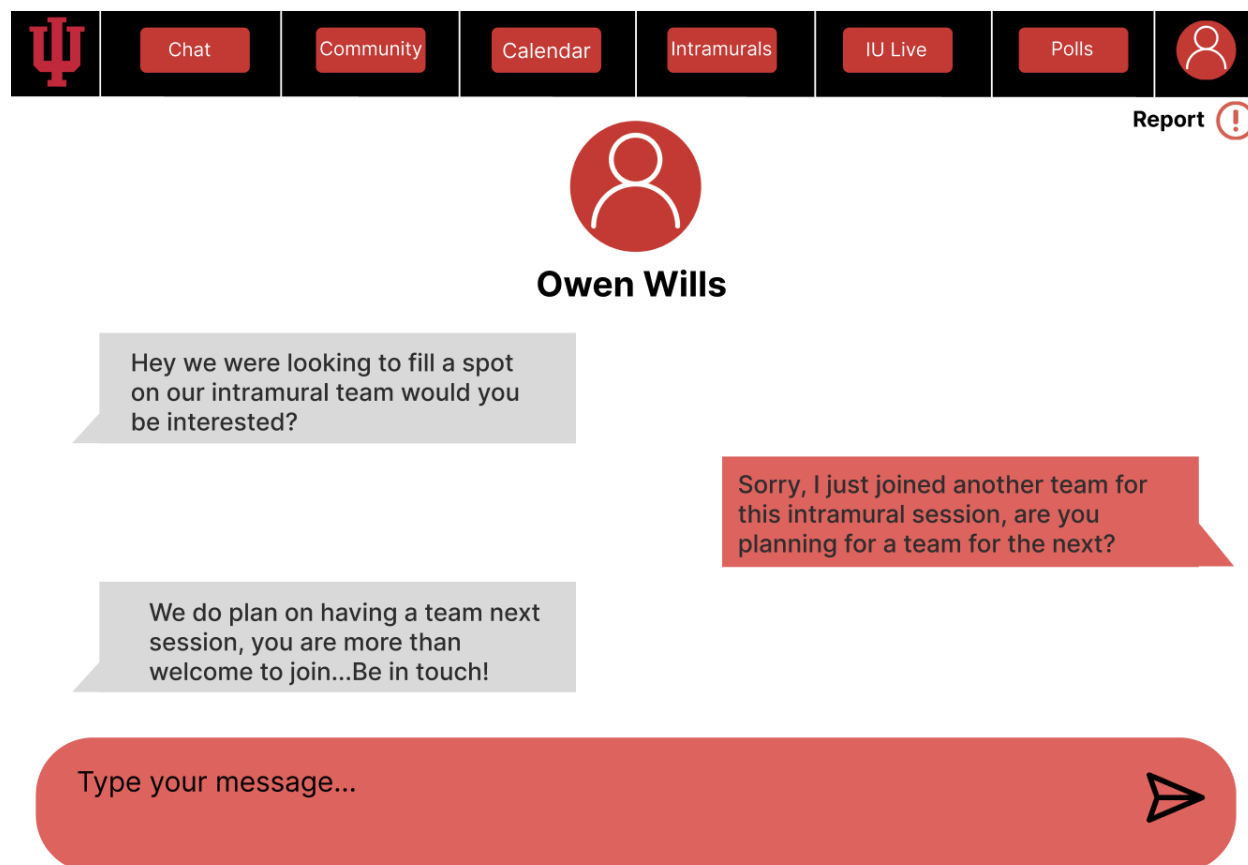 Chat
Community
Calendar
Intramurals
IU Live
Polls
Report
Owen Wills
Hey we were looking to fill a spot
on our intramural team would you
be interested?
Sorry, I just joined another team for
this intramural session, are you
planning for a team for the next?
We do plan on having a team next
session, you are more than
welcome to join...Be in touch!
Type your message...